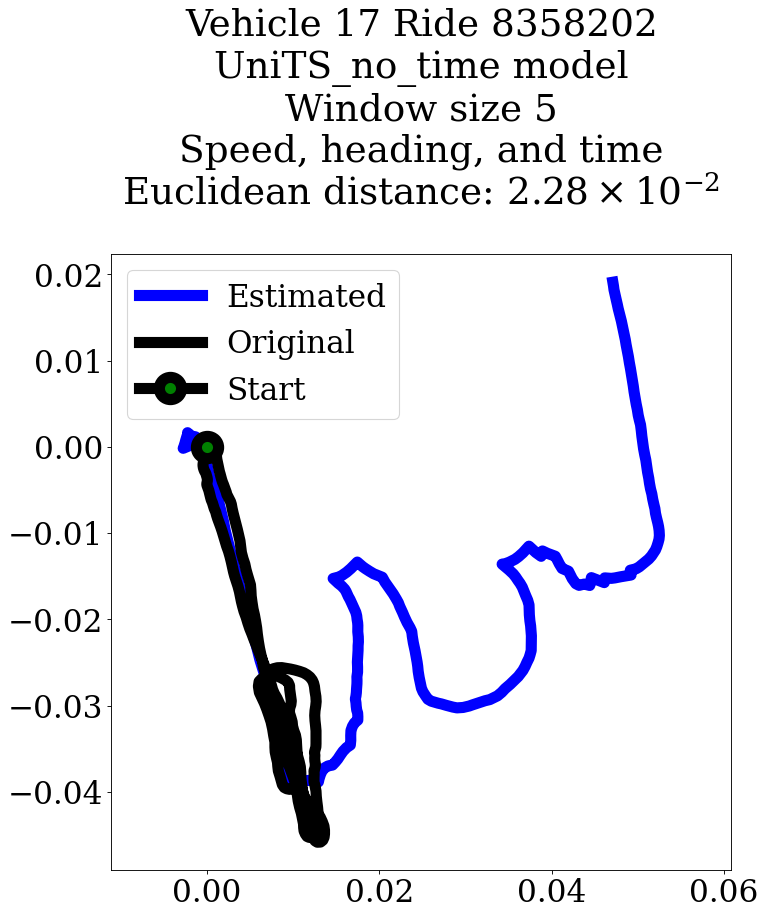 Vehicle 17 Ride 8358202
UniTS_no_time model
Window size 5
Speed, heading, and time
Euclidean distance: 2.28 × 10⁻²
Estimated
Original
Start
0.02
0.01
0.00
−0.01
−0.02
−0.03
−0.04
0.00 0.02 0.04 0.06